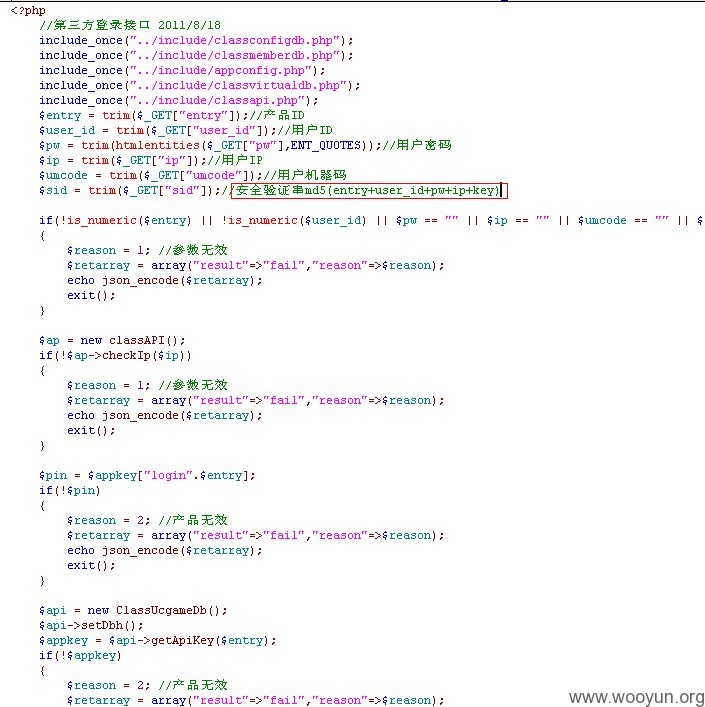 <?php
//第三方登录接口 2011/8/18
include_once("../include/classconfigdb.php");
include_once("../include/classmemberdb.php");
include_once("../include/appconfig.php");
include_once("../include/classvirtualdb.php");
include_once("../include/classapi.php");
$entry = trim($_GET["entry"]);//产品ID
$user_id = trim($_GET["user_id"]);//用户ID
$pw = trim(htmlentities($_GET["pw"],ENT_QUOTES));//用户密码
$ip = trim($_GET["ip"]);//用户IP
$umcode = trim($_GET["umcode"]);//用户机器码
$sid = trim($_GET["sid"]);//安全验证串md5(entry+user_id+pw+ip+key)
if(!is_numeric($entry) || !is_numeric($user_id) || $pw == "" || $ip == "" || $umcode == "" || $
{
$reason = 1; //参数无效
$retarray = array("result"=>"fail","reason"=>$reason);
echo json_encode($retarray);
exit();
}
$ap = new classAPI();
if(!$ap->checkIp($ip))
{
$reason = 1; //参数无效
$retarray = array("result"=>"fail","reason"=>$reason);
echo json_encode($retarray);
exit();
}
$pin = $appkey["login".$entry];
if(!$pin)
{
$reason = 2; //产品无效
$retarray = array("result"=>"fail","reason"=>$reason);
echo json_encode($retarray);
exit();
}
$api = new ClassUcgameDb();
$api->setDbh();
$appkey = $api->getApiKey($entry);
if(!$appkey)
{
$reason = 2; //产品无效
$retarray = array("result"=>"fail","reason"=>$reason);
www.wooyun.org